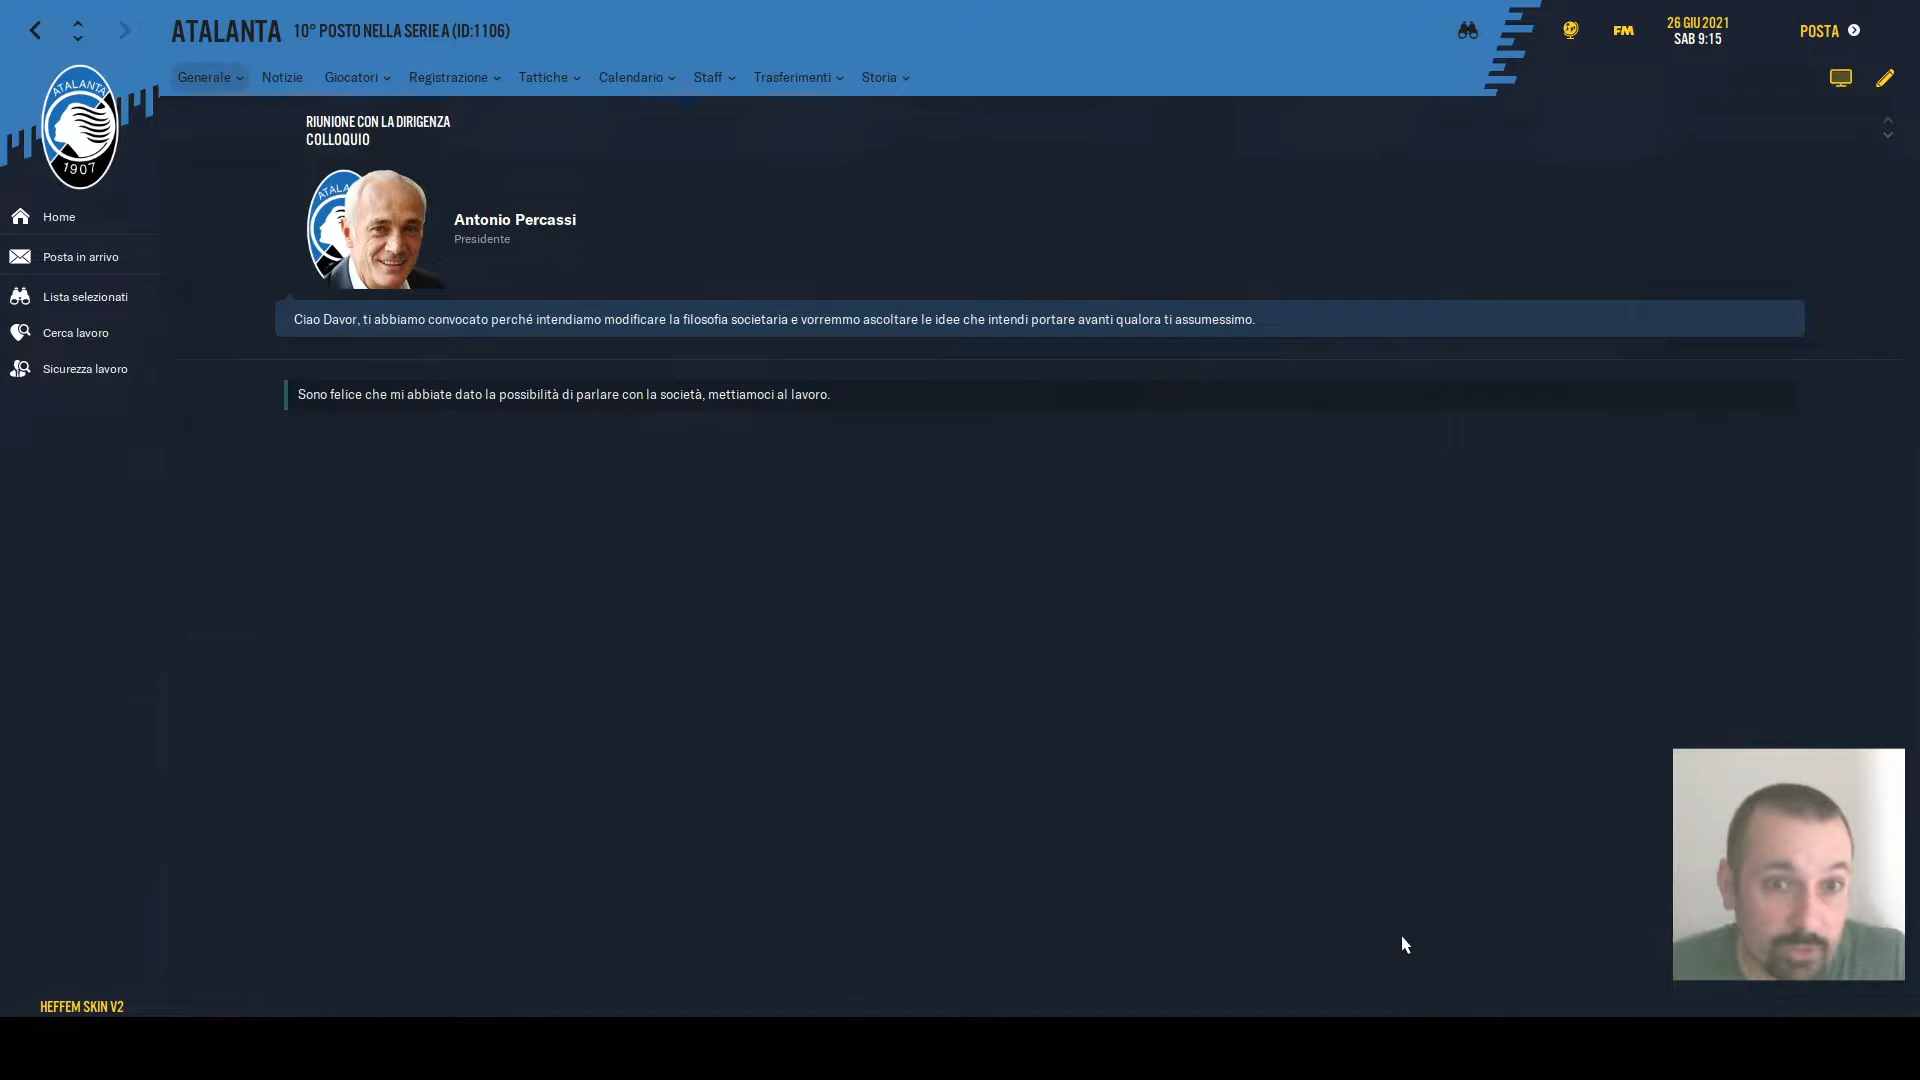 ATALANTA 10° POSTO NELLA SERIE A (ID:1106)
FM
26 GIU 2021
SAB 9:15
POSTA
Generale
Notizie
Giocatori
Registrazione
Tattiche
Calendario
Staff
Trasferimenti
Storia
ATALANTA
1907
Home
Posta in arrivo
Lista selezionati
Cerca lavoro
Sicurezza lavoro
RIUNIONE CON LA DIRIGENZA
COLLOQUIO
ATALA
Antonio Percassi
Presidente
Ciao Davor, ti abbiamo convocato perché intendiamo modificare la filosofia societaria e vorremmo ascoltare le idee che intendi portare avanti qualora ti assumessimo.
Sono felice che mi abbiate dato la possibilità di parlare con la società, mettiamoci al lavoro.
HEFFEM SKIN V2